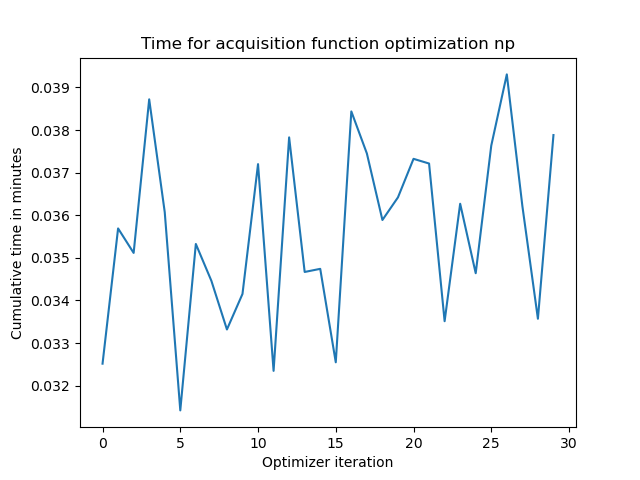 Time for acquisition function optimization np
Cumulative time in minutes
0.039
0.038
0.037
0.036
0.035
0.034
0.033
0.032
0 5 10 15 20 25 30
Optimizer iteration